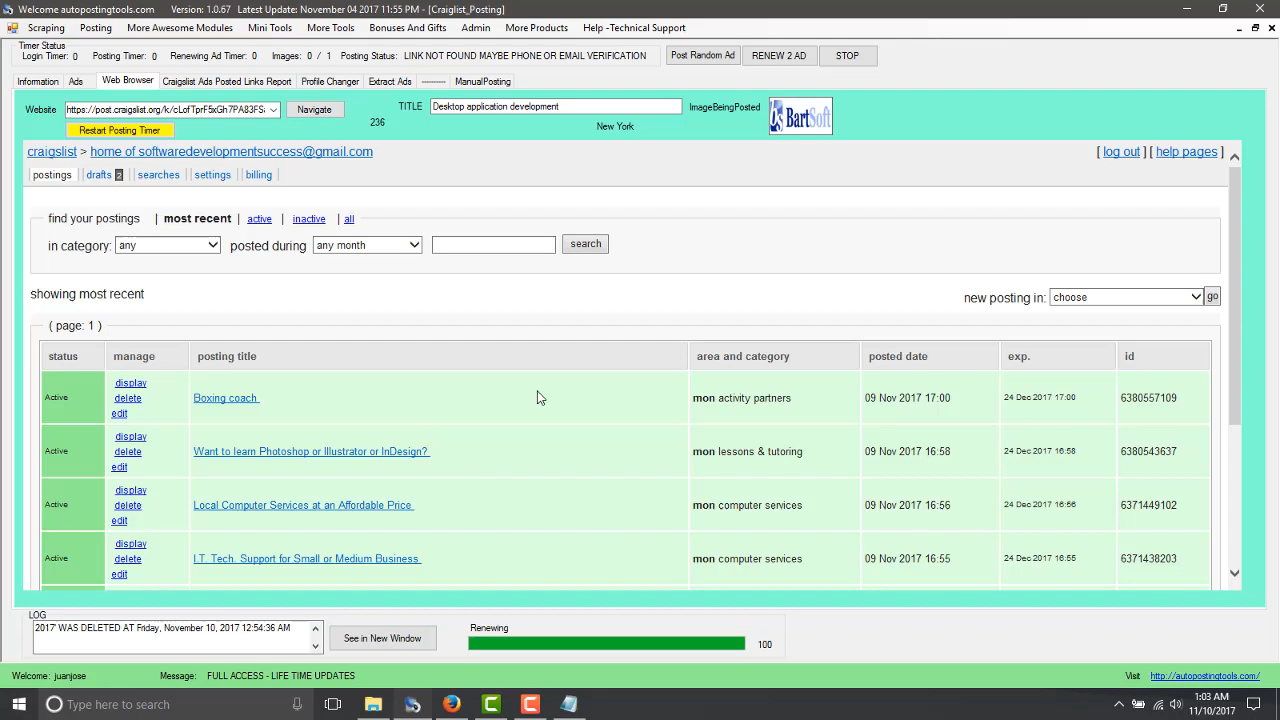 Welcome autopostingtools.com Version: 1.0.67 Latest Update: November 04 2017 11:55 PM - [Craiglist_Posting]
Scraping Posting More Awesome Modules Mini Tools More Tools Bonuses And Gifts Admin More Products Help -Technical Support
Timer Status
Login Timer: 0 Posting Timer: 0 Renewing Ad Timer: 0 Images: 0 / 1 Posting Status: LINK NOT FOUND MAYBE PHONE OR EMAIL VERIFICATION Post Random Ad RENEW 2 AD STOP
Information Ads Web Browser Craigslist Ads Posted Links Report Profile Changer Extract Ads ---------- ManualPosting
Website https://post.craigslist.org/k/cLofTprF5xGh7PA83FS Navigate 236 TITLE Desktop application development ImageBeingPosted BartSoft
Restart Posting Timer New York
craigslist > home of softwaredevelopmentsuccess@gmail.com [ log out ] [ help pages ]
postings drafts 2 searches settings billing
find your postings | most recent | active | inactive | all
in category: any posted during any month search
showing most recent new posting in: choose go
( page: 1 )
status manage posting title area and category posted date exp. id
Active display delete edit Boxing coach mon activity partners 09 Nov 2017 17:00 24 Dec 2017 17:00 6380557109
Active display delete edit Want to learn Photoshop or Illustrator or InDesign? mon lessons & tutoring 09 Nov 2017 16:58 24 Dec 2017 16:58 6380543637
Active display delete edit Local Computer Services at an Affordable Price mon computer services 09 Nov 2017 16:56 24 Dec 2017 16:56 6371449102
Active display delete edit I.T. Tech. Support for Small or Medium Business mon computer services 09 Nov 2017 16:55 24 Dec 2017 16:55 6371438203
LOG
2017' WAS DELETED AT Friday, November 10, 2017 12:54:36 AM See in New Window Renewing 100
Welcome: juanjose Message: FULL ACCESS - LIFE TIME UPDATES Visit http://autopostingtools.com/
Type here to search 1:03 AM
11/10/2017